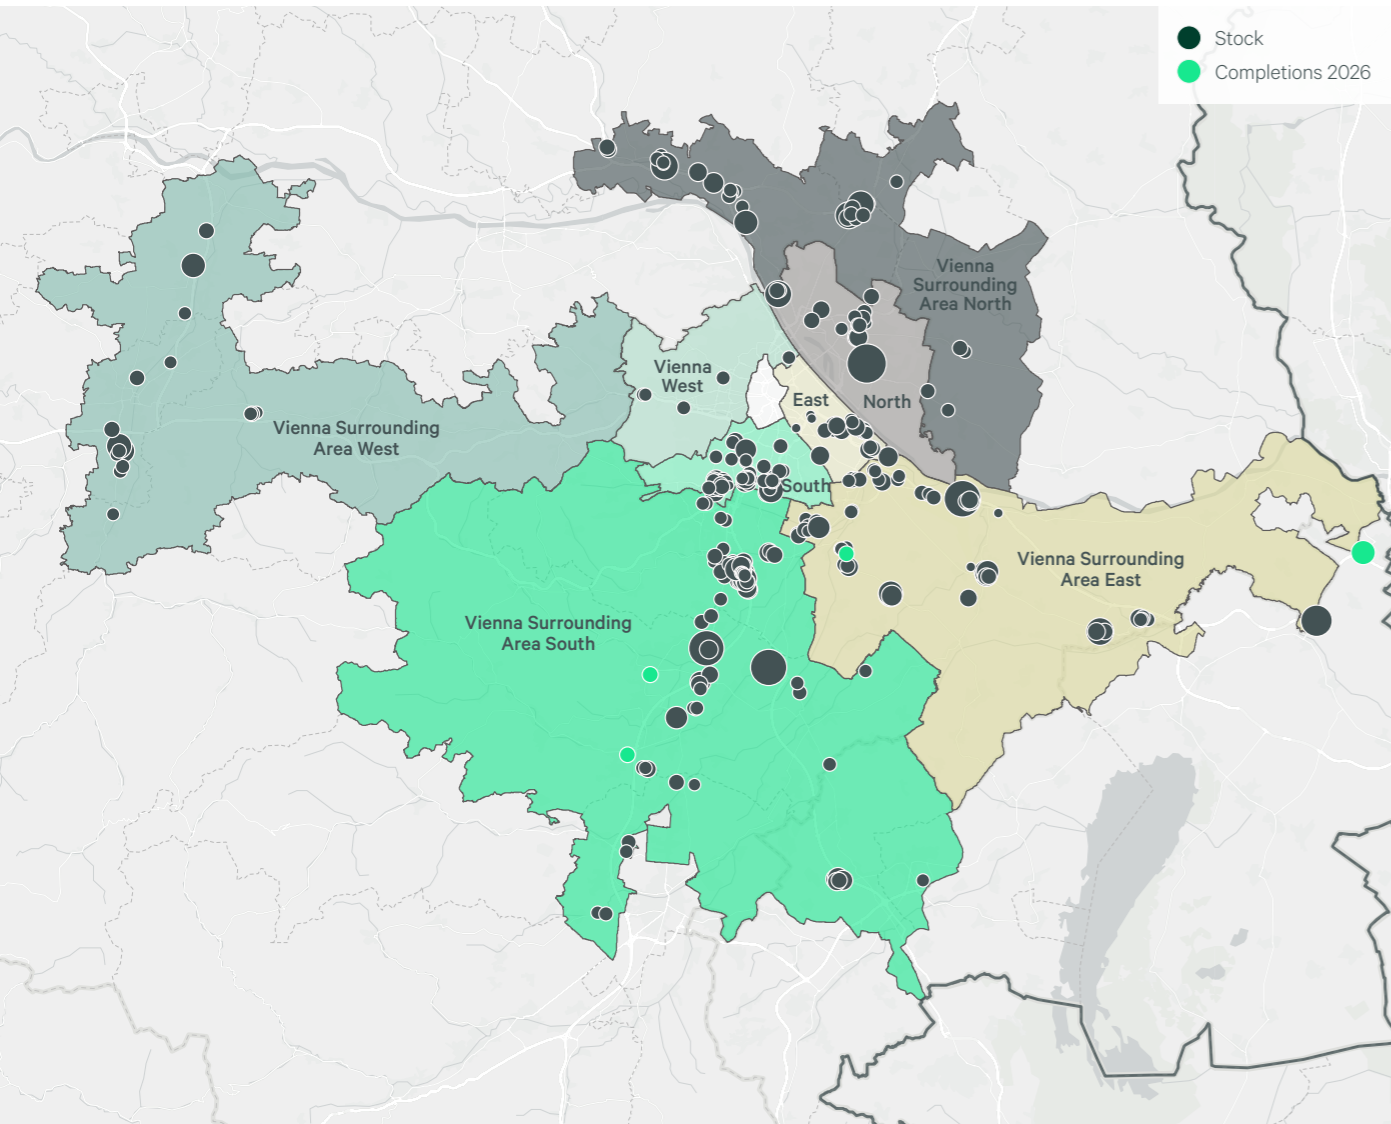 Stock
Completions 2026
Vienna
Surrounding
Area North
Vienna
West
East
North
Vienna Surrounding
Area West
South
Vienna Surrounding
Area East
Vienna Surrounding
Area South